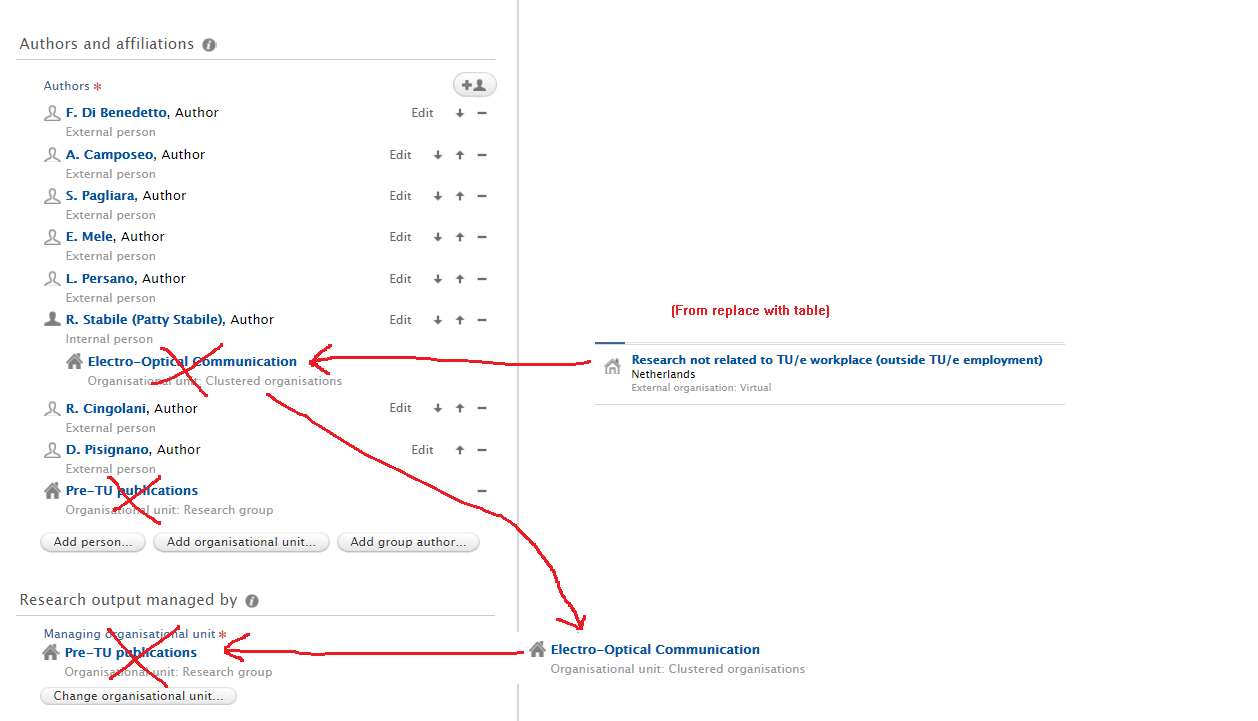 Authors and affiliations
Authors *
F. Di Benedetto, Author Edit
External person
A. Camposeo, Author Edit
External person
S. Pagliara, Author Edit
External person
E. Mele, Author Edit
External person
L. Persano, Author Edit
External person
R. Stabile (Patty Stabile), Author Edit
Internal person
Electro-Optical Communication
Organisational unit: Clustered organisations
R. Cingolani, Author Edit
External person
D. Pisignano, Author Edit
External person
Pre-TU publications
Organisational unit: Research group
Add person... Add organisational unit... Add group author...
Research output managed by
Managing organisational unit *
Pre-TU publications
Organisational unit: Research group
Change organisational unit...
(From replace with table)
Research not related to TU/e workplace (outside TU/e employment)
Netherlands
External organisation: Virtual
Electro-Optical Communication
Organisational unit: Clustered organisations